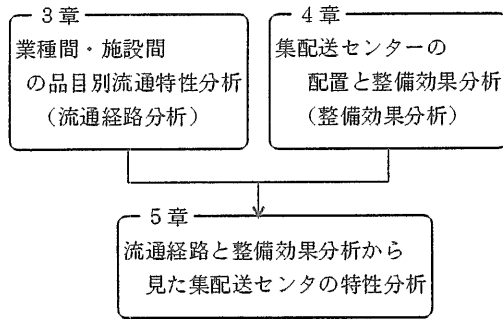 3章
業種間・施設間
の品目別流通特性分析
(流通経路分析)
4章
集配送センターの
配置と整備効果分析
(整備効果分析)
5章
流通経路と整備効果分析から
見た集配送センタの特性分析